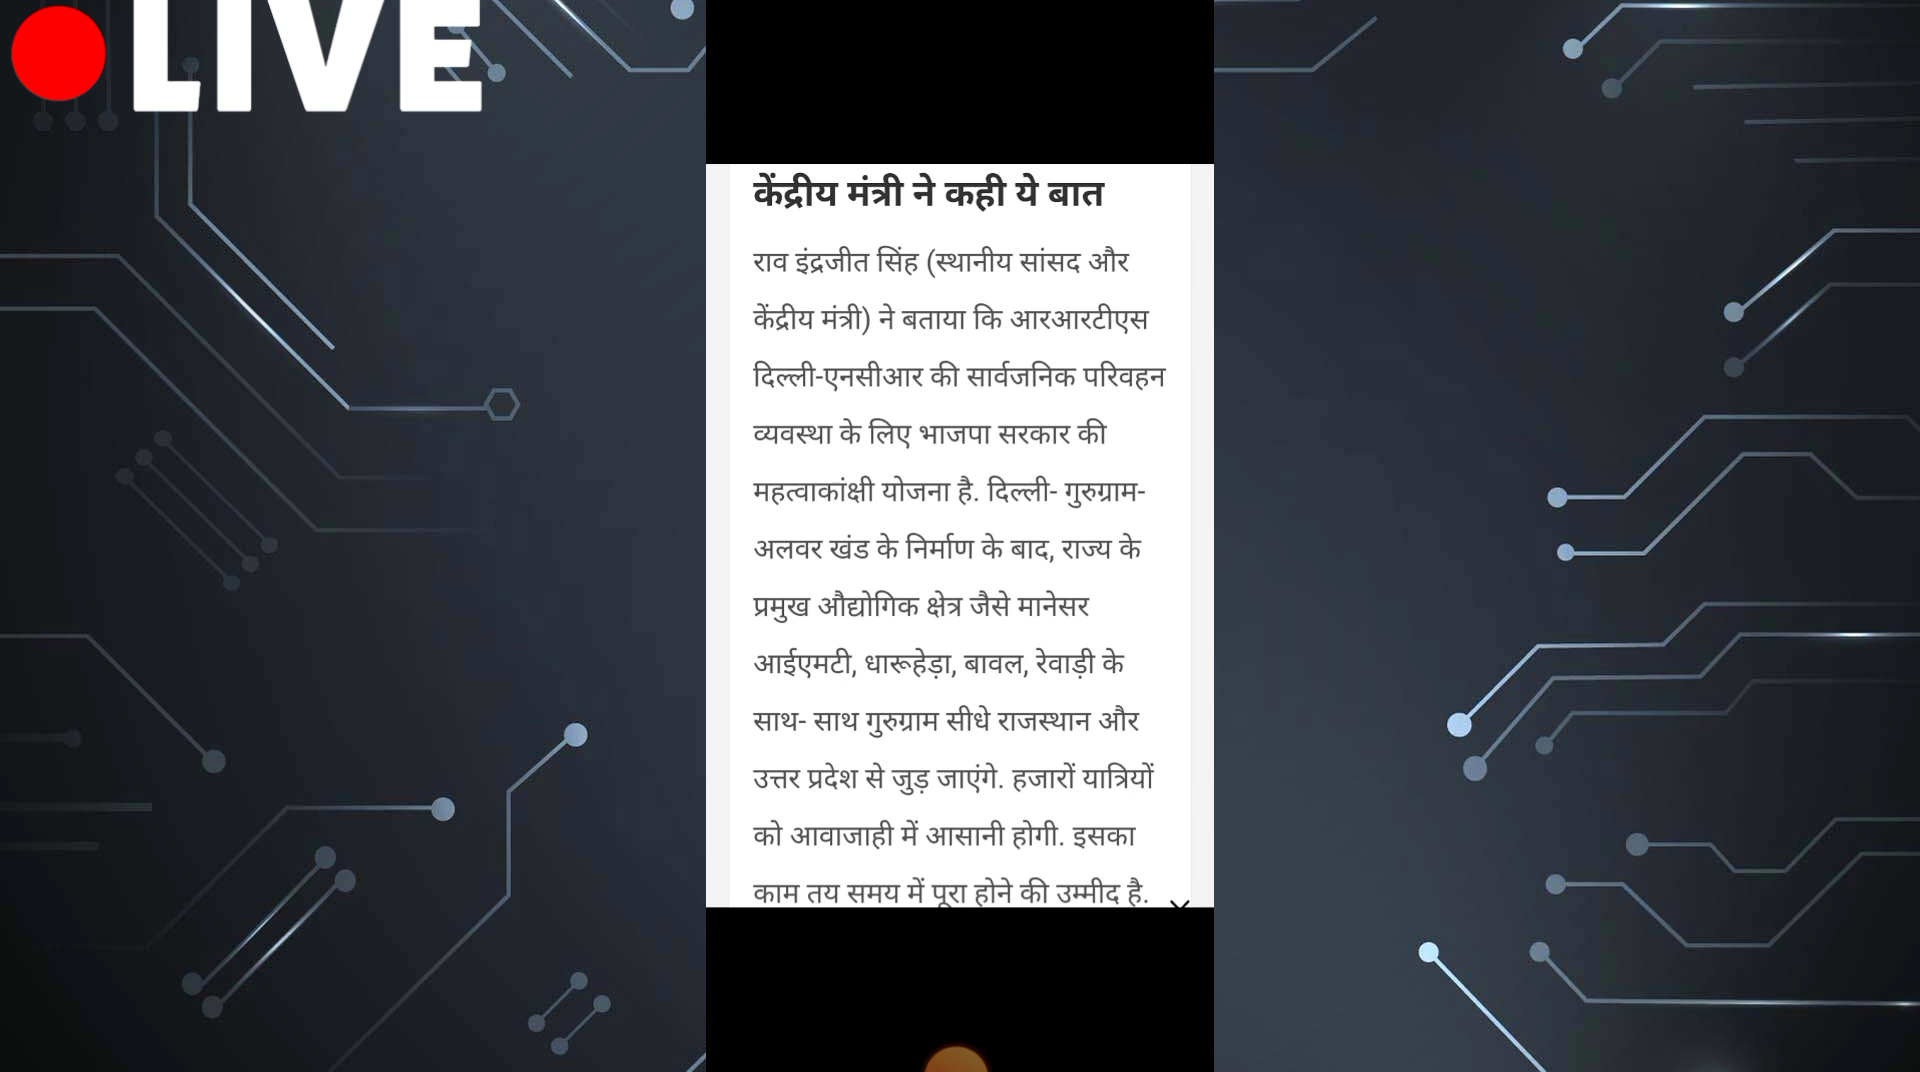 LIVE
केंद्रीय मंत्री ने कही ये बात
राव इंद्रजीत सिंह (स्थानीय सांसद और
केंद्रीय मंत्री) ने बताया कि आरआरटीएस
दिल्ली-एनसीआर की सार्वजनिक परिवहन
व्यवस्था के लिए भाजपा सरकार की
महत्वाकांक्षी योजना है. दिल्ली- गुरुग्राम-
अलवर खंड के निर्माण के बाद, राज्य के
प्रमुख औद्योगिक क्षेत्र जैसे मानेसर
आईएमटी, धारूहेड़ा, बावल, रेवाड़ी के
साथ- साथ गुरुग्राम सीधे राजस्थान और
उत्तर प्रदेश से जुड़ जाएंगे. हजारों यात्रियों
को आवाजाही में आसानी होगी. इसका
काम तय समय में पूरा होने की उम्मीद है.